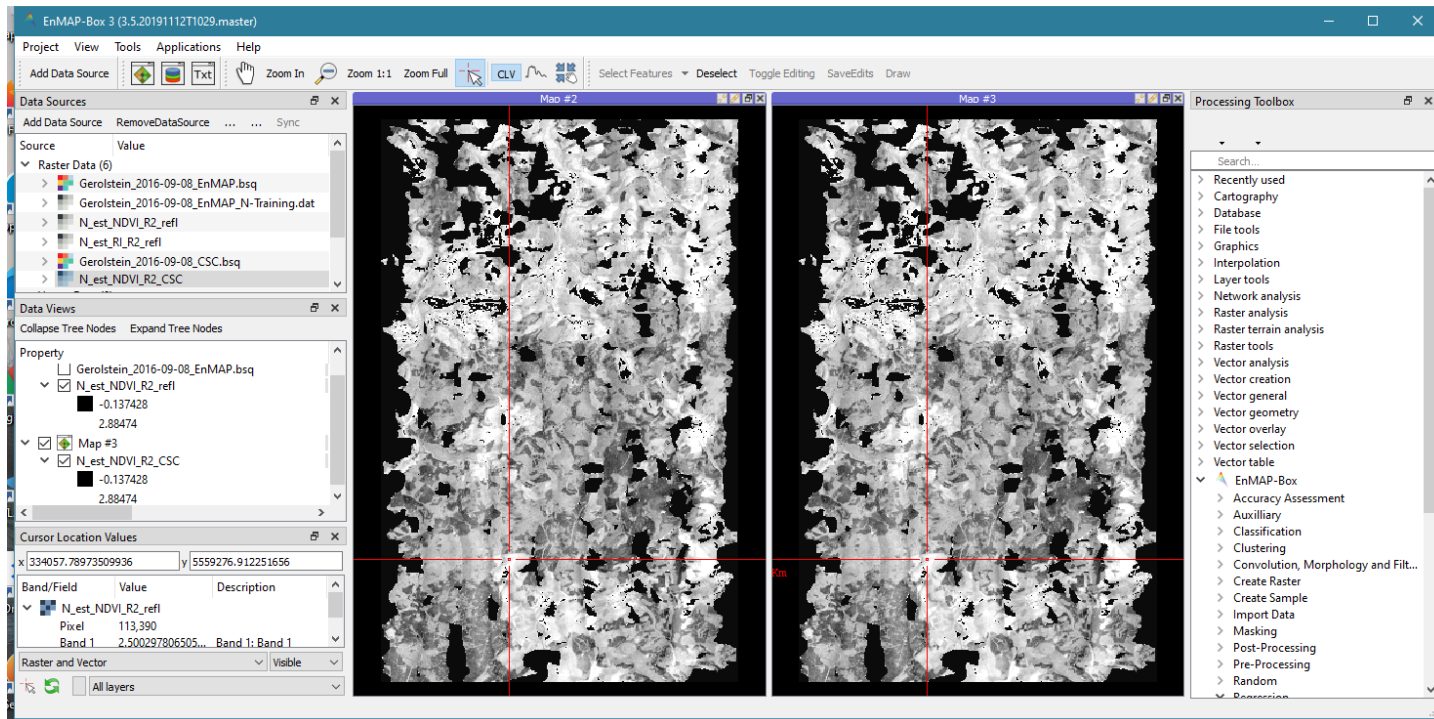 EnMAP-Box 3 (3.5.20191112T1029.master)
Project View Tools Applications Help
Add Data Source Txt Zoom In Zoom 1:1 Zoom Full CLV Select Features Deselect Toggle Editing SaveEdits Draw
Data Sources
Add Data Source RemoveDataSource ... ... Sync
Source Value
Raster Data (6)
Gerolstein_2016-09-08_EnMAP.bsq
Gerolstein_2016-09-08_EnMAP_N-Training.dat
N_est_NDVI_R2_refl
N_est_RI_R2_refl
Gerolstein_2016-09-08_CSC.bsq
N_est_NDVI_R2_CSC
Data Views
Collapse Tree Nodes Expand Tree Nodes
Property
Gerolstein_2016-09-08_EnMAP.bsq
N_est_NDVI_R2_refl
-0.137428
2.88474
Map #3
N_est_NDVI_R2_CSC
-0.137428
2.88474
Cursor Location Values
x 334057.78973509936 y 5559276.912251656
Band/Field Value Description
N_est_NDVI_R2_refl
Pixel 113,390
Band 1 2.500297806505... Band 1: Band 1
Raster and Vector Visible
All layers
Map #2
Map #3
Km
Processing Toolbox
Search...
Recently used
Cartography
Database
File tools
Graphics
Interpolation
Layer tools
Network analysis
Raster analysis
Raster terrain analysis
Raster tools
Vector analysis
Vector creation
Vector general
Vector geometry
Vector overlay
Vector selection
Vector table
EnMAP-Box
Accuracy Assessment
Auxilliary
Classification
Clustering
Convolution, Morphology and Filt...
Create Raster
Create Sample
Import Data
Masking
Post-Processing
Pre-Processing
Random
Regression